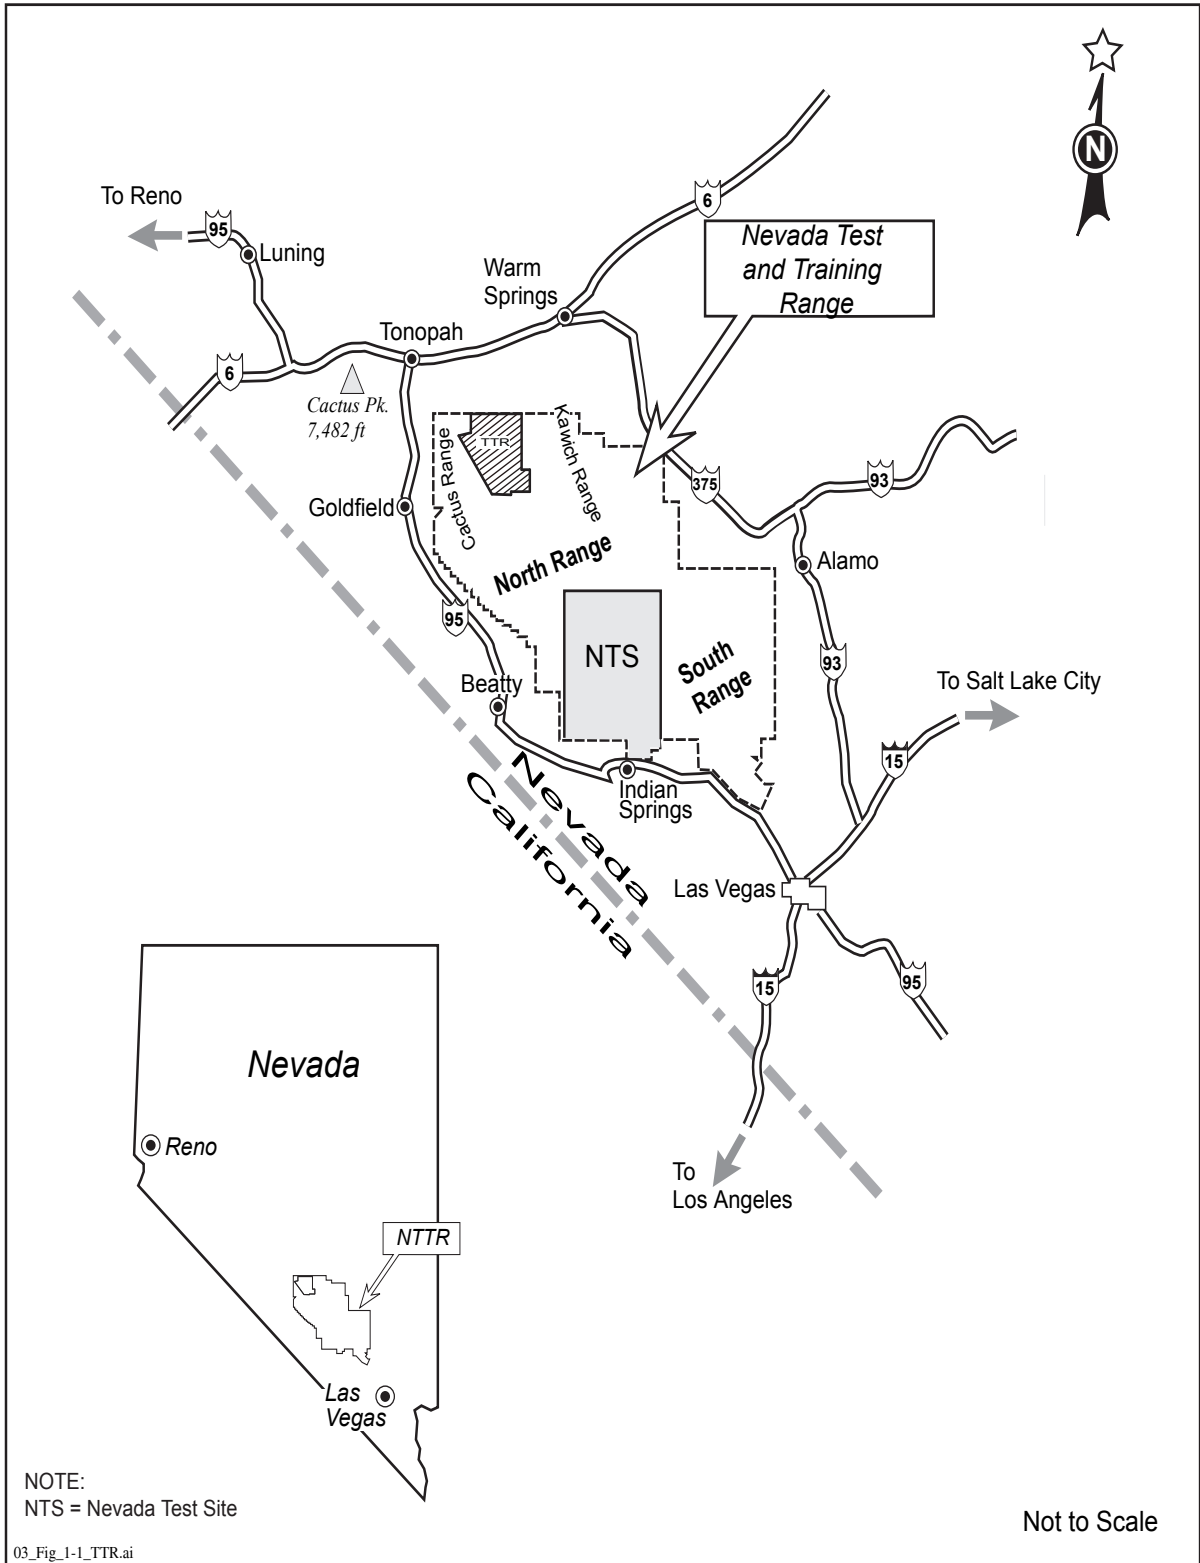 N
6
To Reno
95
Luning
Nevada Test
and Training
Range
Warm
Springs
Tonopah
6
Cactus Pk.
7,482 ft
TTR
Cactus Range
Kawich Range
375
93
Goldfield
North Range
Alamo
95
NTS
South
Range
93
Beatty
To Salt Lake City
15
Nevada
California
Indian
Springs
Las Vegas
15
95
Nevada
Reno
To
Los Angeles
NTTR
Las
Vegas
NOTE:
NTS = Nevada Test Site
Not to Scale
03_Fig_1-1_TTR.ai